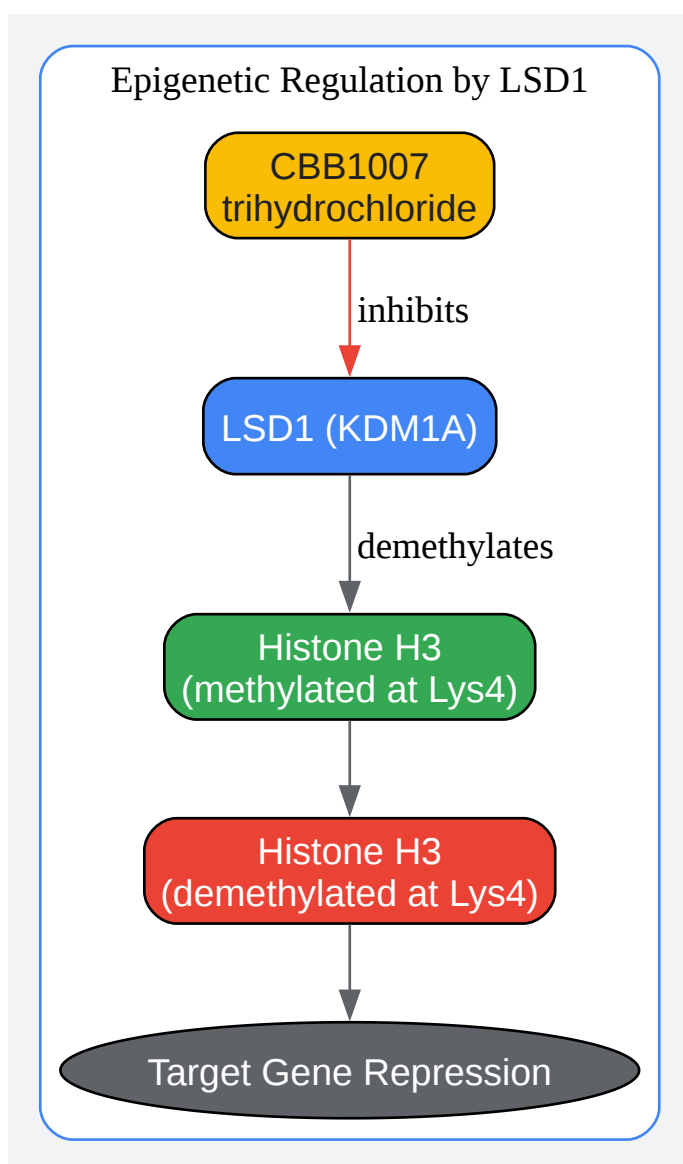 Epigenetic Regulation by LSD1
CBB1007
trihydrochloride
inhibits
LSD1 (KDM1A)
demethylates
Histone H3
(methylated at Lys4)
Histone H3
(demethylated at Lys4)
Target Gene Repression